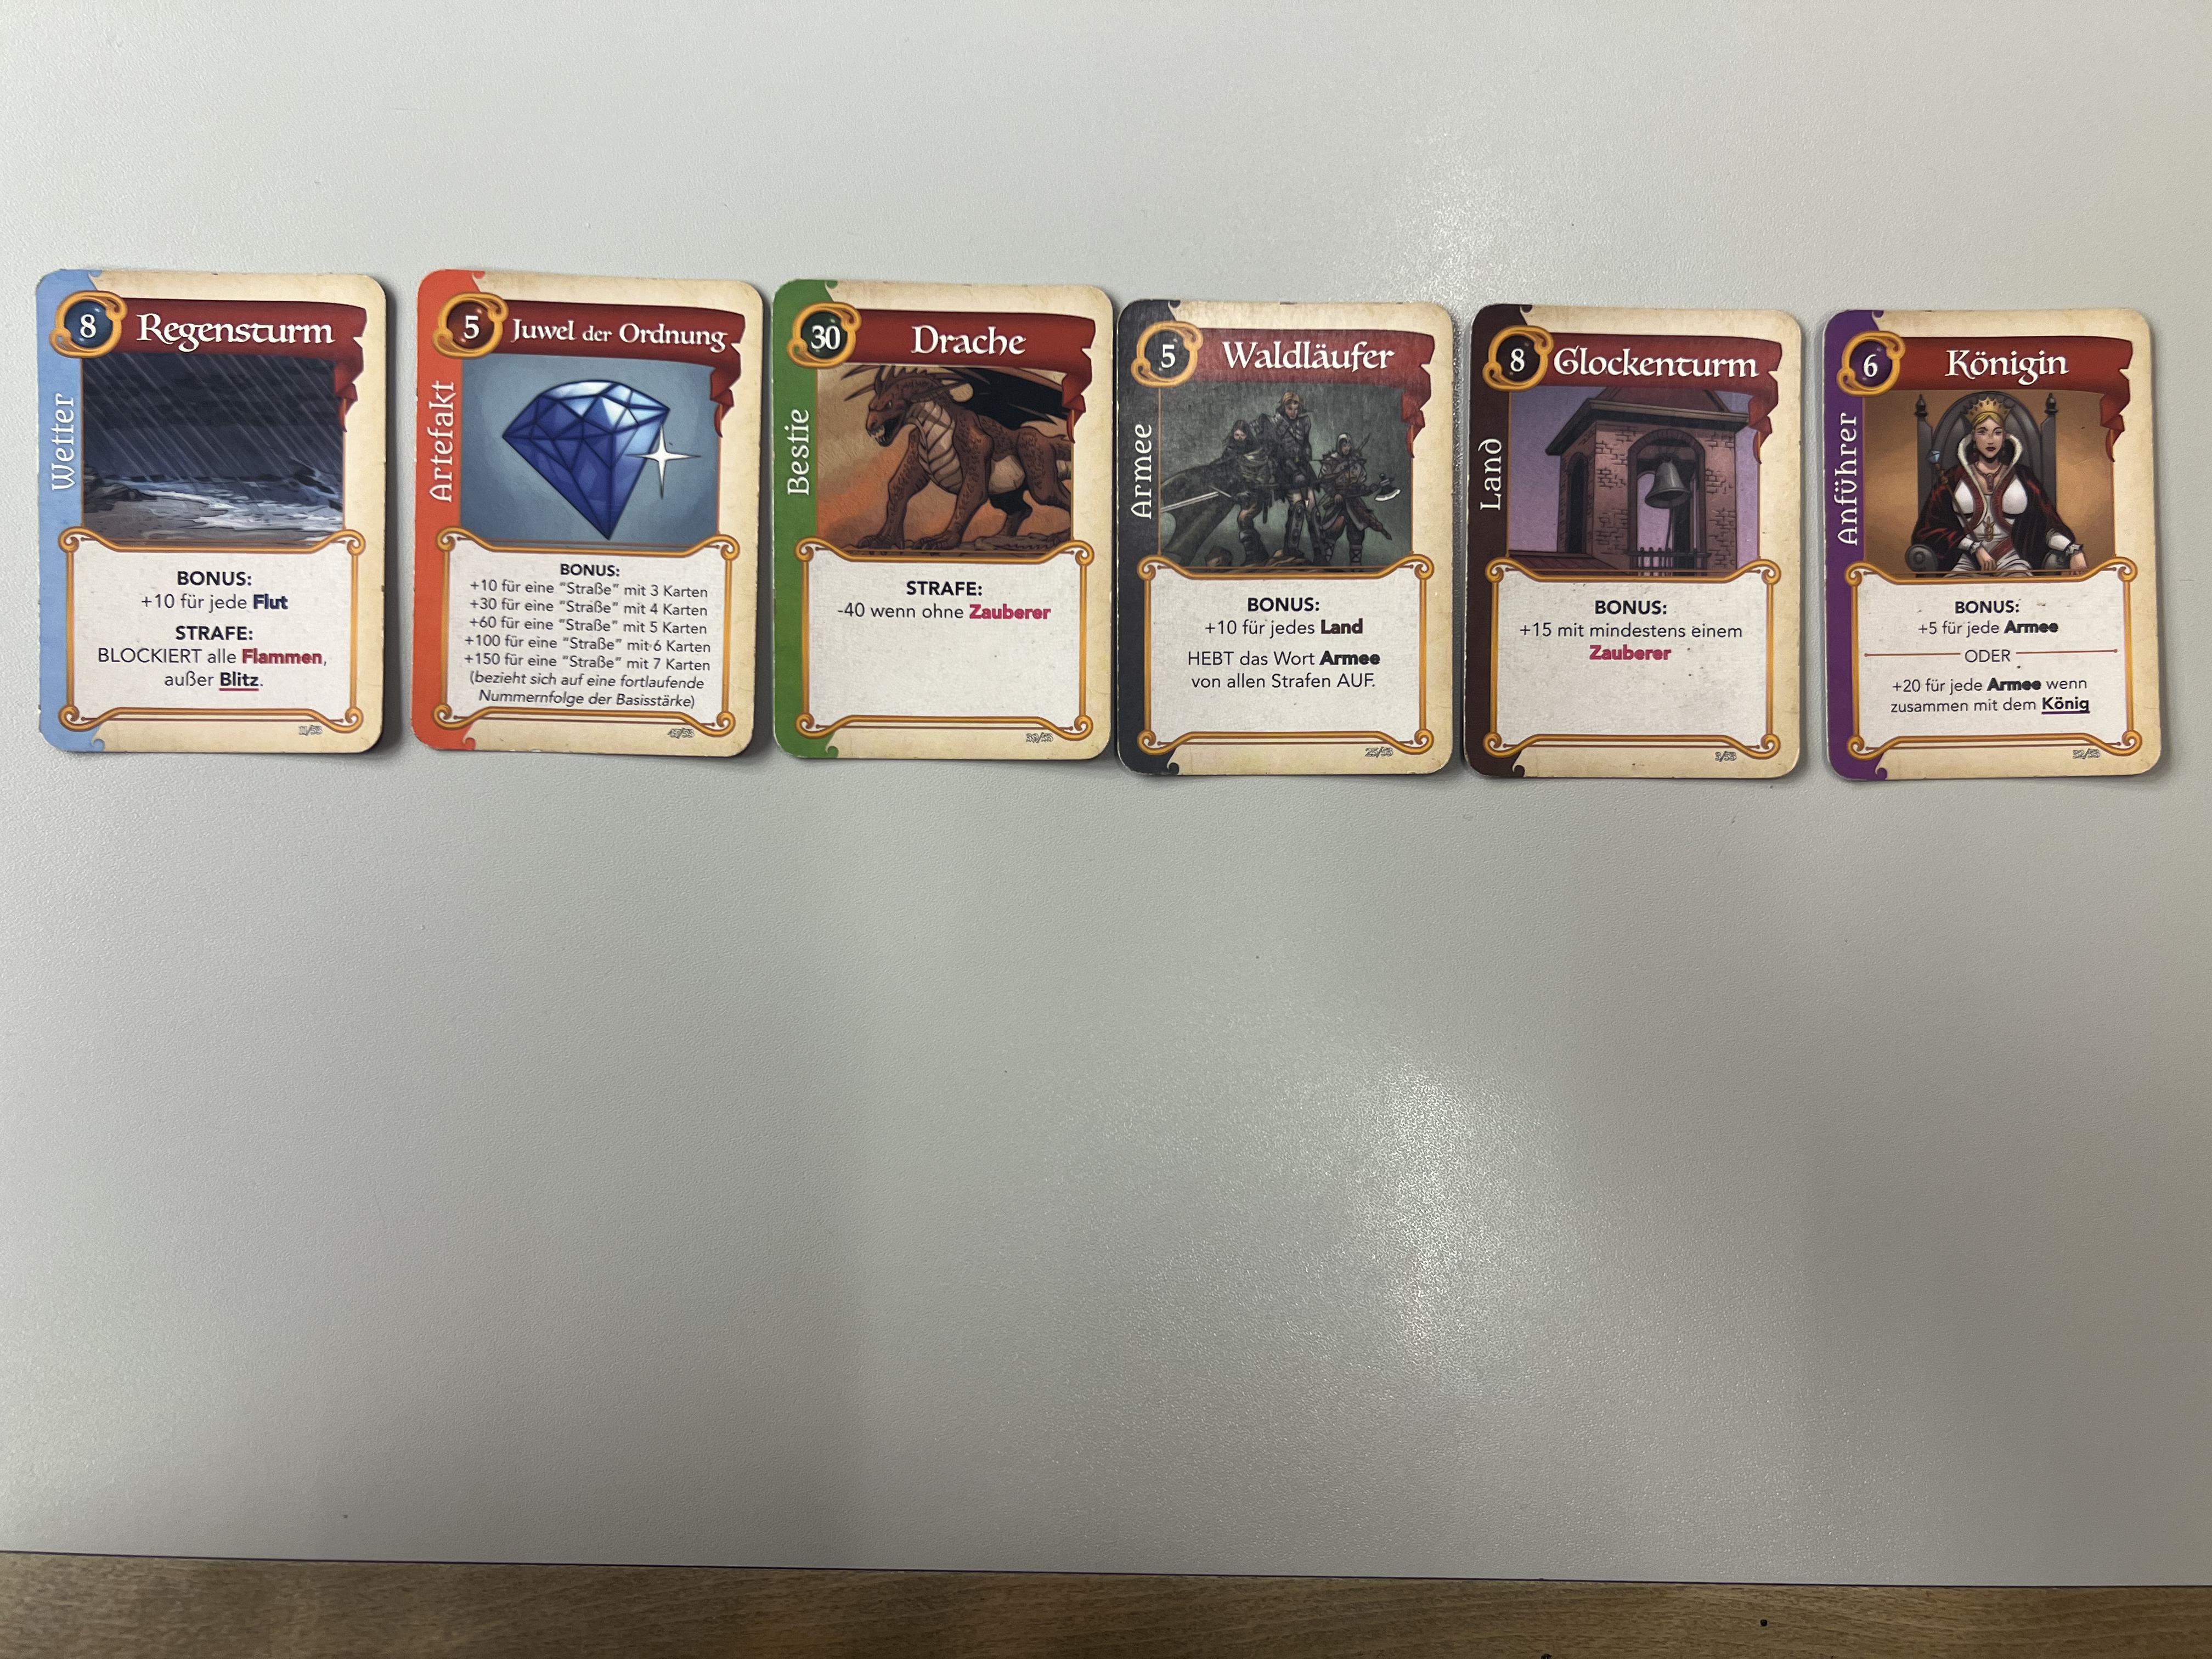 8
Regensturm
Wetter
BONUS:
+10 für jede Flut
STRAFE:
BLOCKIERT alle Flammen,
außer Blitz.
11/53
5
Juwel der Ordnung
Artefakt
BONUS:
+10 für eine "Straße" mit 3 Karten
+30 für eine "Straße" mit 4 Karten
+60 für eine "Straße" mit 5 Karten
+100 für eine "Straße" mit 6 Karten
+150 für eine "Straße" mit 7 Karten
(bezieht sich auf eine fortlaufende
Nummernfolge der Basisstärke)
30
Drache
Bestie
STRAFE:
-40 wenn ohne Zauberer
5
Waldläufer
Armee
BONUS:
+10 für jedes Land
HEBT das Wort Armee
von allen Strafen AUF.
25/53
8
Glockenturm
Land
BONUS:
+15 mit mindestens einem
Zauberer
6
Königin
Anführer
BONUS:
+5 für jede Armee
ODER
+20 für jede Armee wenn
zusammen mit dem König
32/53